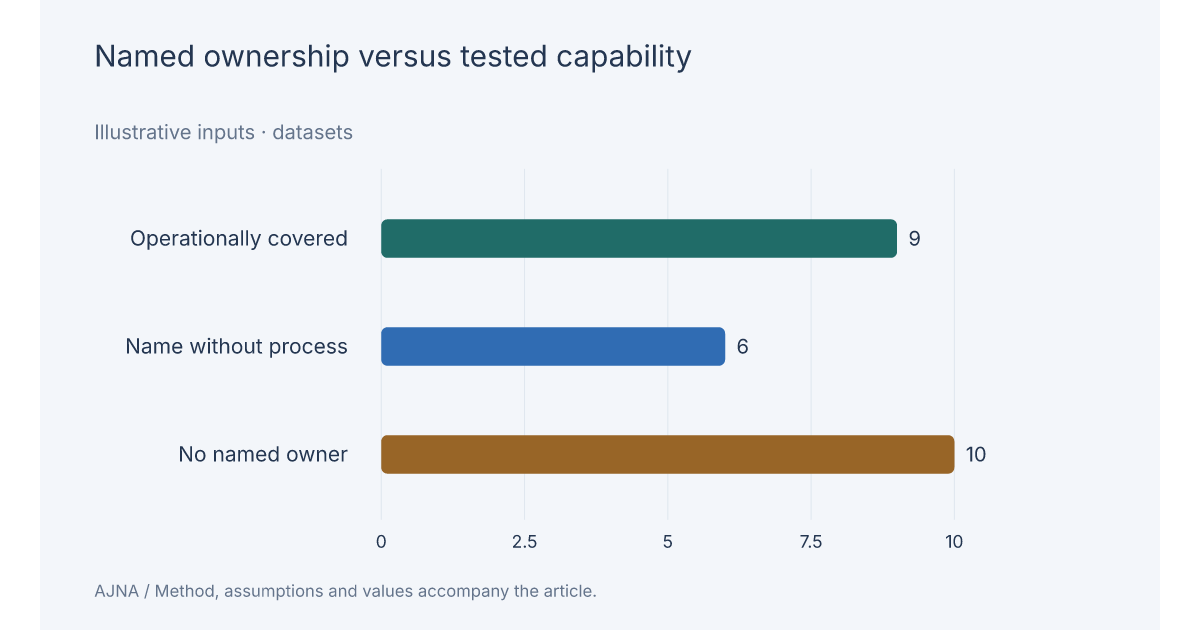 Named ownership versus tested capability
Illustrative inputs · datasets
Operationally covered
9
Name without process
6
No named owner
10
0 2.5 5 7.5 10
AJNA / Method, assumptions and values accompany the article.